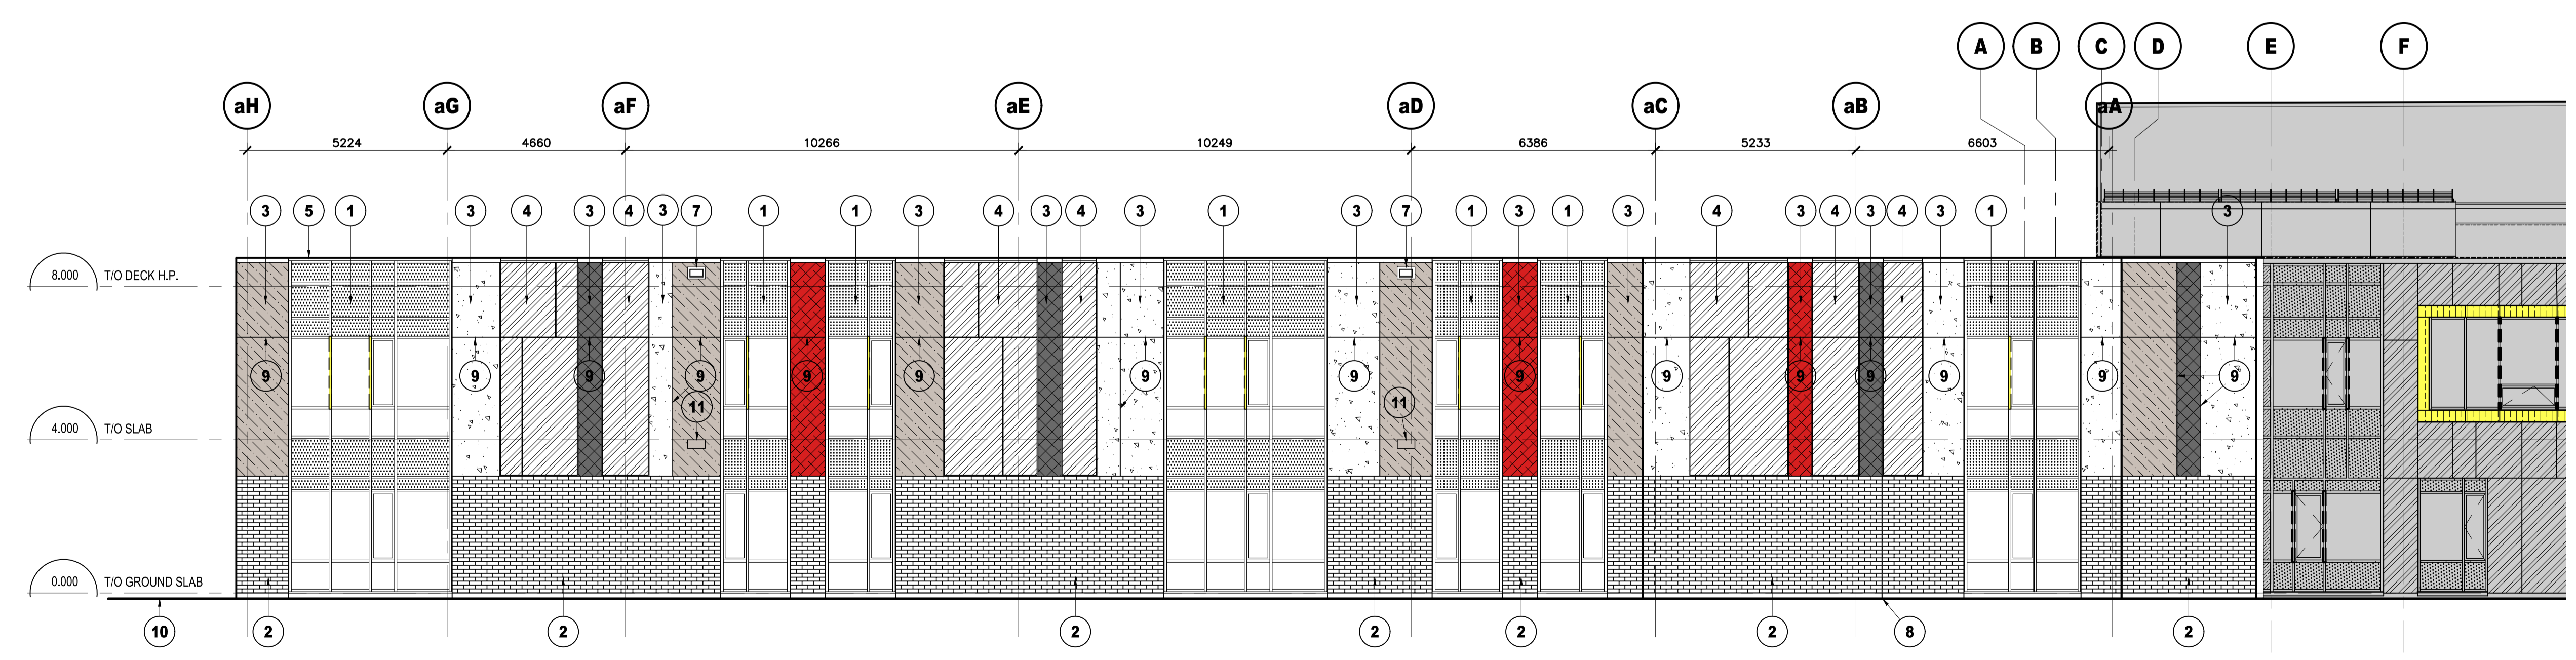 A B C D E F
aH aG aF aE aD aC aB aA
5224 4660 10266 10249 6386 5233 6603
3 5 1 3 4 3 4 3 7 1 1 3 4 3 4 3 1 3 7 1 3 1 3 4 3 4 3 4 3 1 3
8.000 T/O DECK H.P.
9 9 9 9 9 9 9 9 9 9 9 9 9 9 9
11 11
4.000 T/O SLAB
0.000 T/O GROUND SLAB
10 2 2 2 2 2 2 8 2